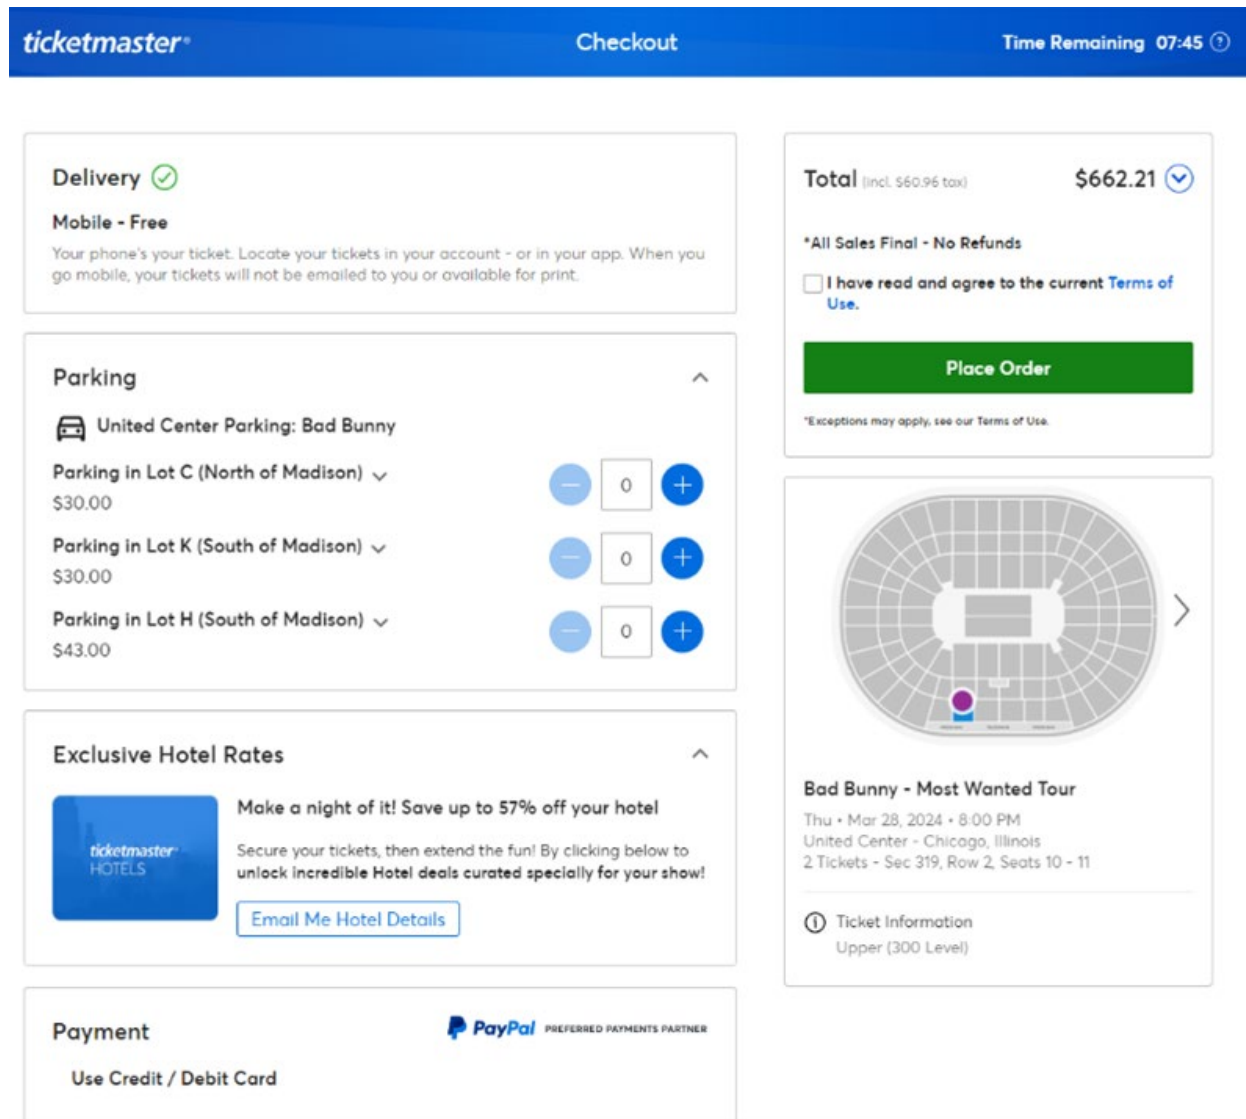 ticketmaster®
Checkout
Time Remaining 07:45
Delivery
Mobile - Free
Your phone's your ticket. Locate your tickets in your account - or in your app. When you
go mobile, your tickets will not be emailed to you or available for print.
Parking
United Center Parking: Bad Bunny
Parking in Lot C (North of Madison)
$30.00
0
Parking in Lot K (South of Madison)
$30.00
0
Parking in Lot H (South of Madison)
$43.00
0
Exclusive Hotel Rates
ticketmaster®
HOTELS
Make a night of it! Save up to 57% off your hotel
Secure your tickets, then extend the fun! By clicking below to
unlock incredible Hotel deals curated specially for your show!
Email Me Hotel Details
Payment
PayPal PREFERRED PAYMENTS PARTNER
Use Credit / Debit Card
Total (incl. $60.96 tax)
$662.21
*All Sales Final - No Refunds
I have read and agree to the current Terms of
Use.
Place Order
*Exceptions may apply, see our Terms of Use.
Bad Bunny - Most Wanted Tour
Thu • Mar 28, 2024 • 8:00 PM
United Center - Chicago, Illinois
2 Tickets - Sec 319, Row 2, Seats 10 - 11
Ticket Information
Upper (300 Level)